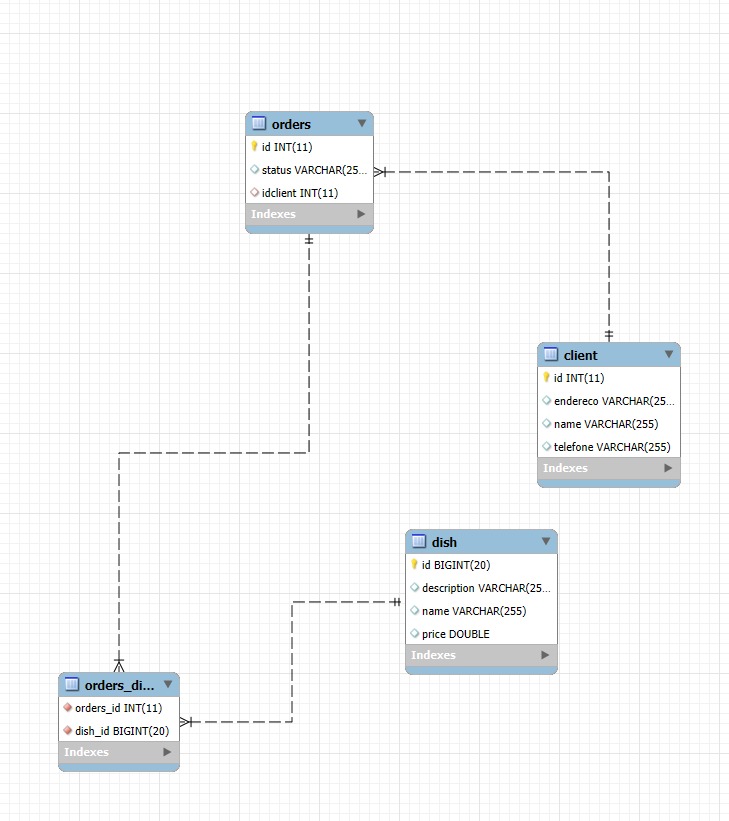 orders
id INT(11)
status VARCHAR(25...
idclient INT(11)
Indexes
client
id INT(11)
endereco VARCHAR(25...
name VARCHAR(255)
telefone VARCHAR(255)
Indexes
dish
id BIGINT(20)
description VARCHAR(25...
name VARCHAR(255)
price DOUBLE
Indexes
orders_di...
orders_id INT(11)
dish_id BIGINT(20)
Indexes